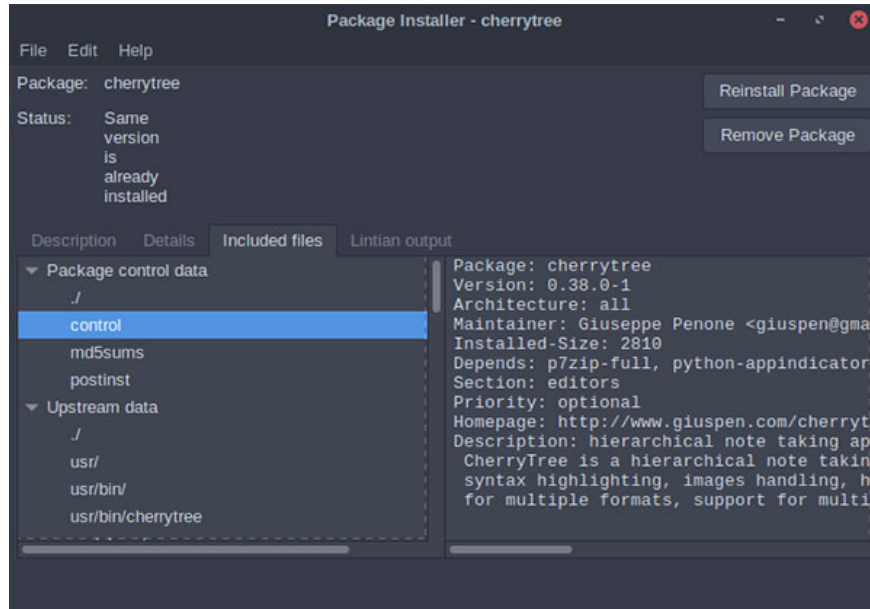 Package Installer - cherrytree
File Edit Help
Package: cherrytree
Reinstall Package
Status: Same
version
is
already
installed
Remove Package
Description Details Included files Lintian output
Package control data
./
control
md5sums
postinst
Upstream data
./
usr/
usr/bin/
usr/bin/cherrytree
Package: cherrytree
Version: 0.38.0-1
Architecture: all
Maintainer: Giuseppe Penone <giuspen@gma
Installed-Size: 2810
Depends: p7zip-full, python-appindicator
Section: editors
Priority: optional
Homepage: http://www.giuspen.com/cherryt
Description: hierarchical note taking ap
CherryTree is a hierarchical note takin
syntax highlighting, images handling, h
for multiple formats, support for multi